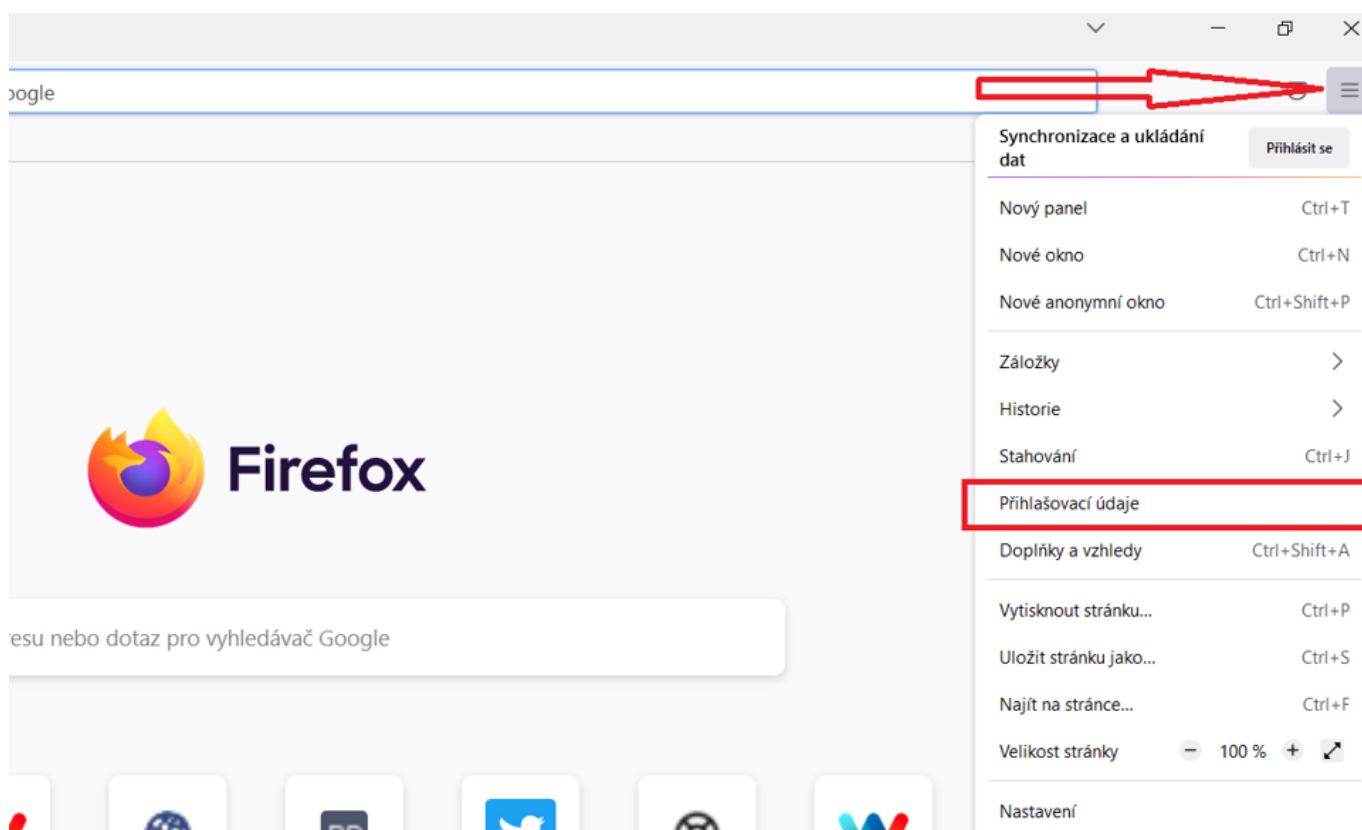 oogle
Synchronizace a ukládání
dat
Přihlásit se
Nový panel Ctrl+T
Nové okno Ctrl+N
Nové anonymní okno Ctrl+Shift+P
Záložky
Historie
Stahování Ctrl+J
Přihlašovací údaje
Doplňky a vzhledy Ctrl+Shift+A
Firefox
Vytisknout stránku... Ctrl+P
esu nebo dotaz pro vyhledávač Google
Uložit stránku jako... Ctrl+S
Najít na stránce... Ctrl+F
Velikost stránky − 100 % +
Nastavení